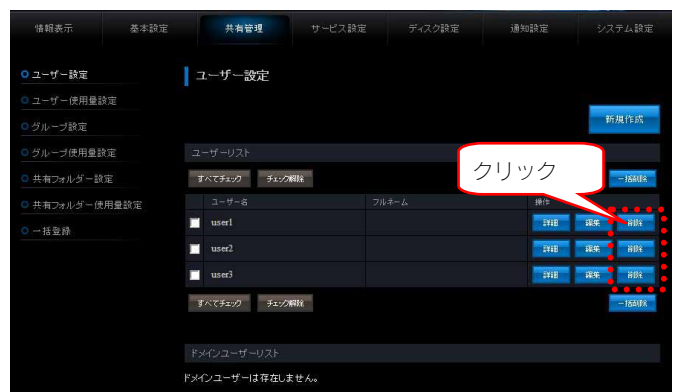 情報表示 基本設定 共有管理 サービス設定 ディスク設定 通知設定 システム設定
ユーザー設定
ユーザー使用量設定
グループ設定
グループ使用量設定
共有フォルダー設定
共有フォルダー使用量設定
一括登録
ユーザー設定
新規作成
ユーザーリスト
クリック
すべてチェック チェック解除 一括削除
ユーザー名 フルネーム 操作
user1 詳細 編集 削除
user2 詳細 編集 削除
user3 詳細 編集 削除
すべてチェック チェック解除 一括削除
ドメインユーザーリスト
ドメインユーザーは存在しません。